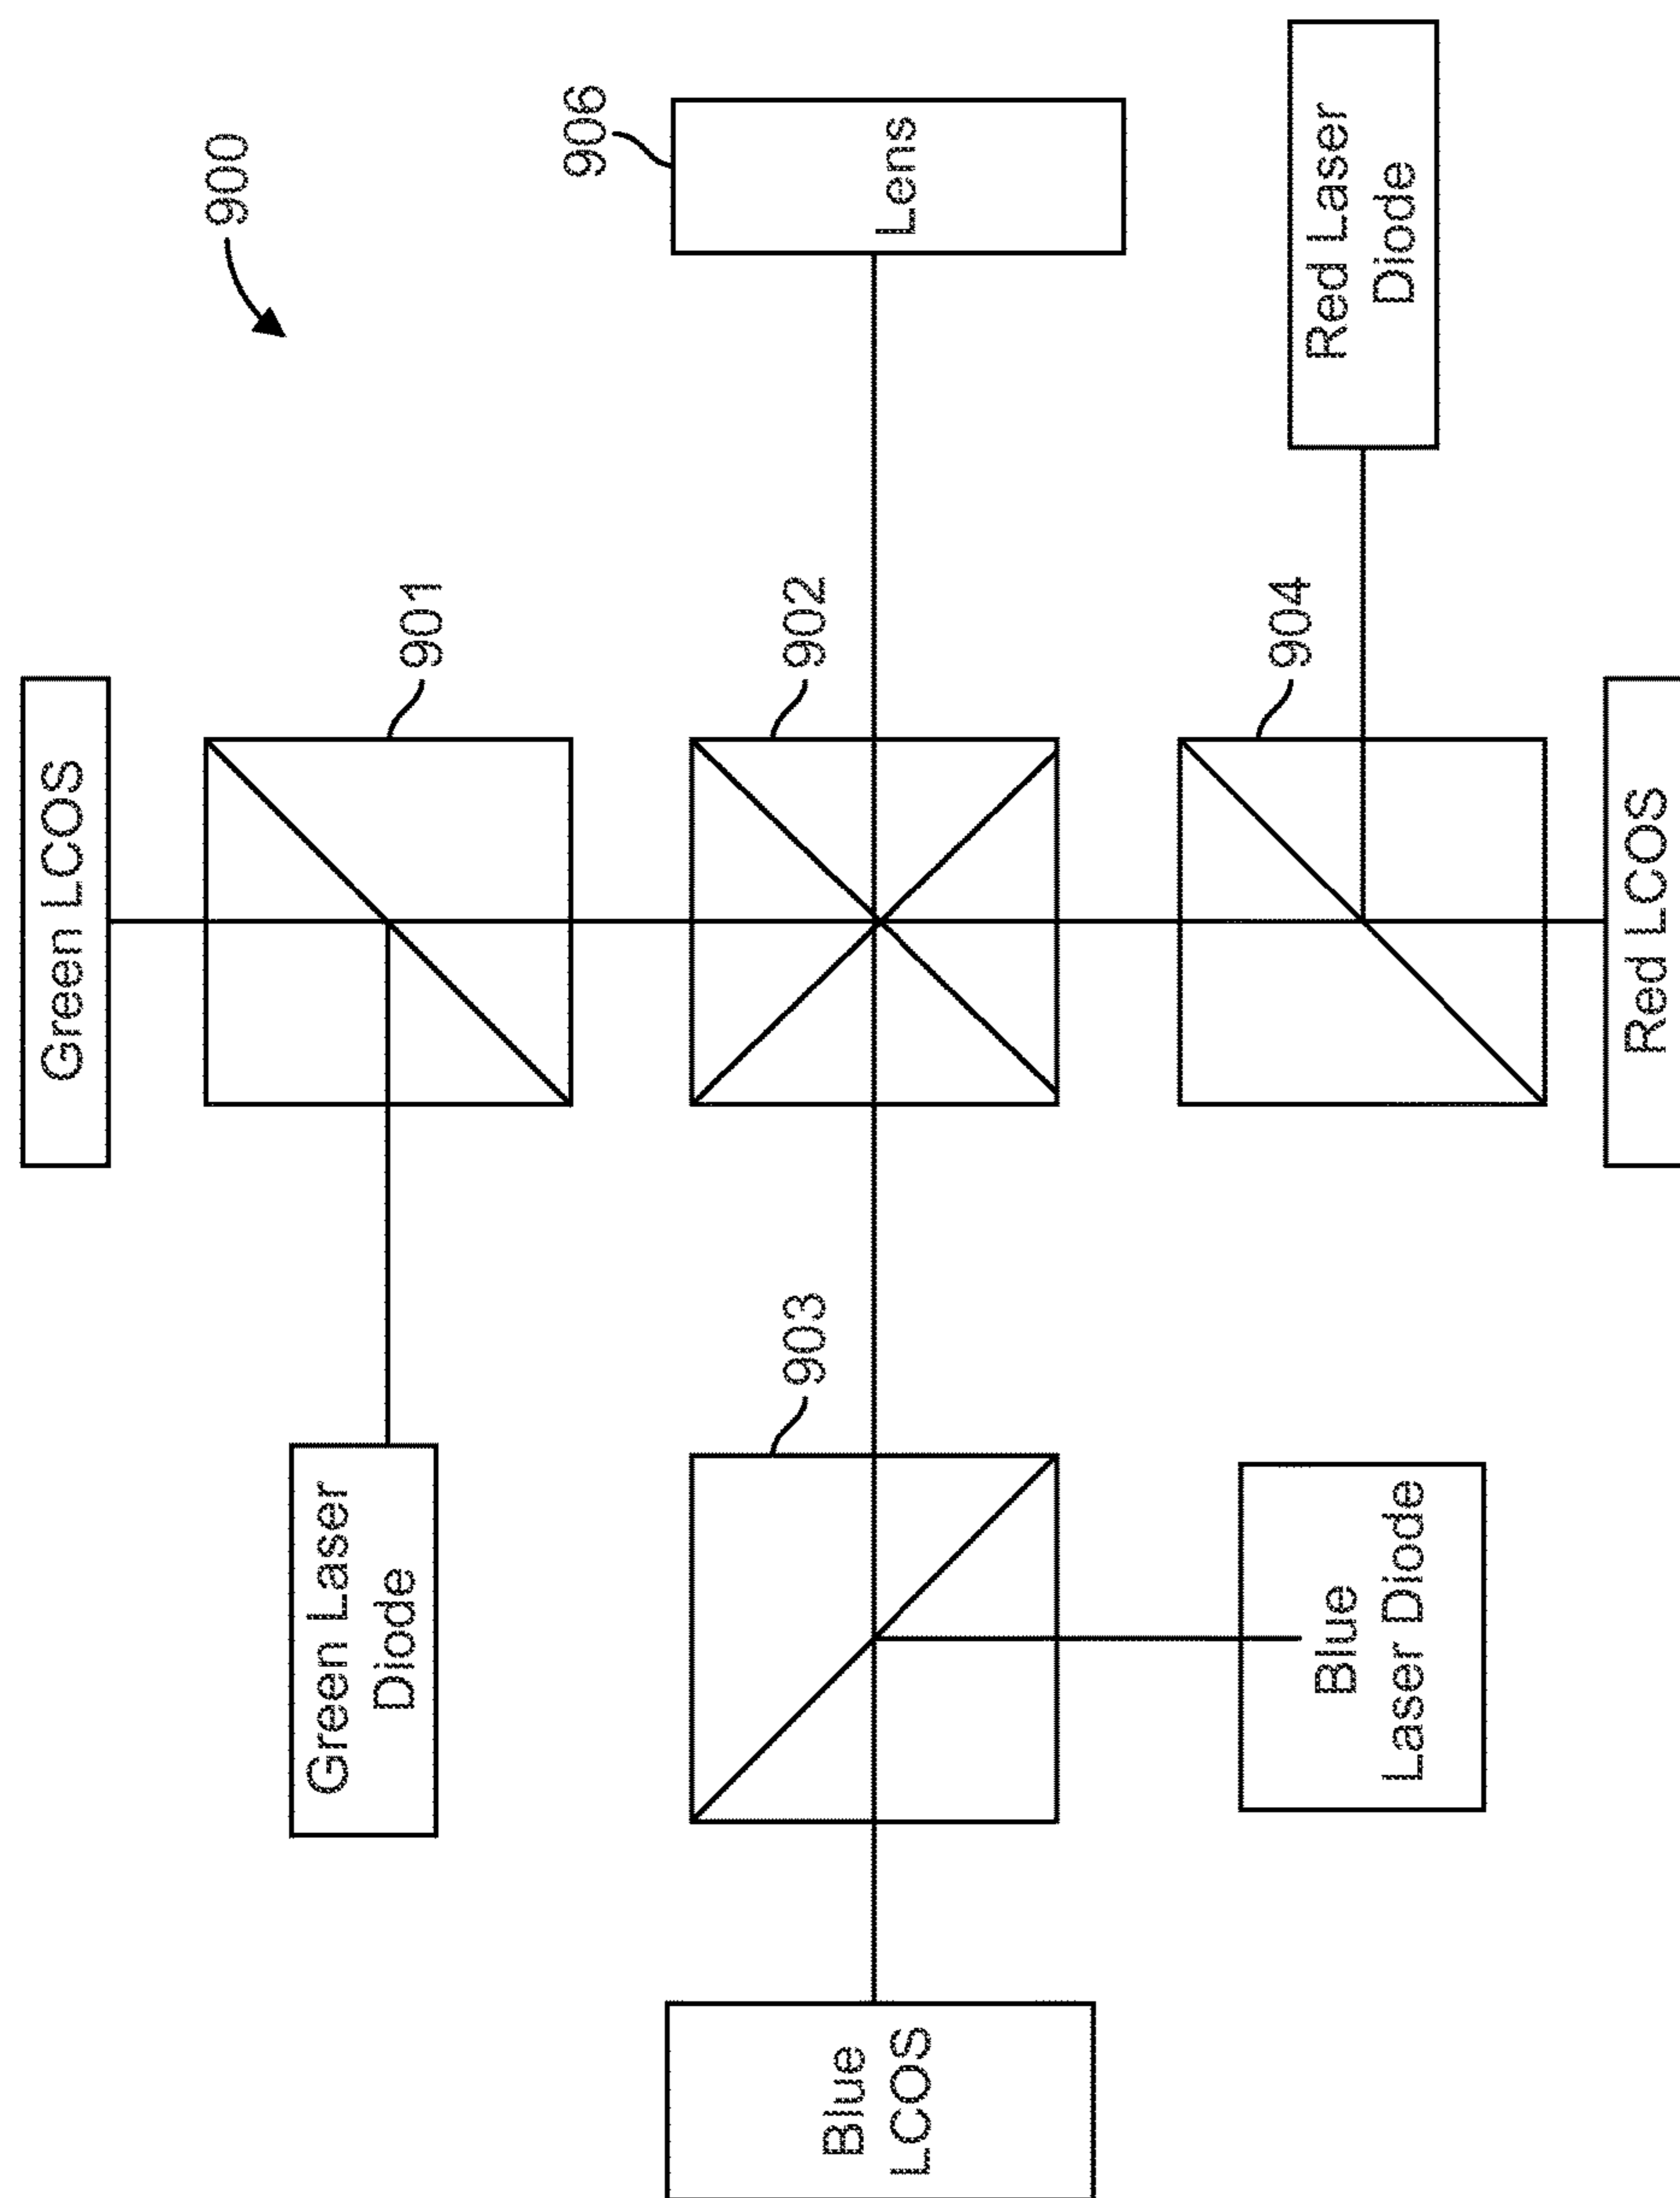 900
Green LCOS
901
Green Laser
Diode
906
Lens
902
903
Blue
LCOS
Blue
Laser Diode
904
Red Laser
Diode
Red LCOS